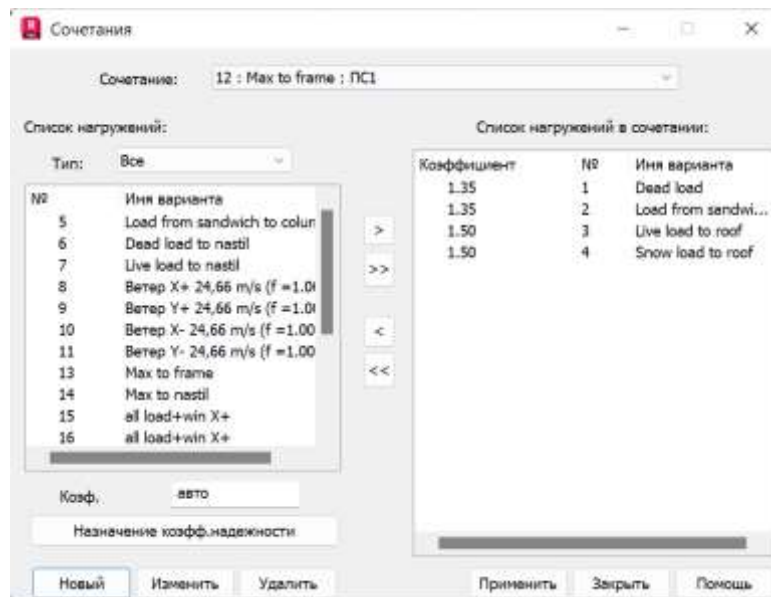 Сочетания
Сочетание: 12 : Max to frame : ПС1
Список нагружений:
Тип: Все
№ Имя варианта
5 Load from sandwich to colun
6 Dead load to nastil
7 Live load to nastil
8 Ветер X+ 24,66 m/s (f =1.0
9 Ветер Y+ 24,66 m/s (f =1.0
10 Ветер X- 24,66 m/s (f =1.00
11 Ветер Y- 24,66 m/s (f =1.00
13 Max to frame
14 Max to nastil
15 all load+win X+
16 all load+win X+
Коэф. авто
Назначение коэфф.надежности
Новый Изменить Удалить
>
>>
<
<<
Список нагружений в сочетании:
Коэффициент № Имя варианта
1.35 1 Dead load
1.35 2 Load from sandwi...
1.50 3 Live load to roof
1.50 4 Snow load to roof
Применить Закрыть Помощь